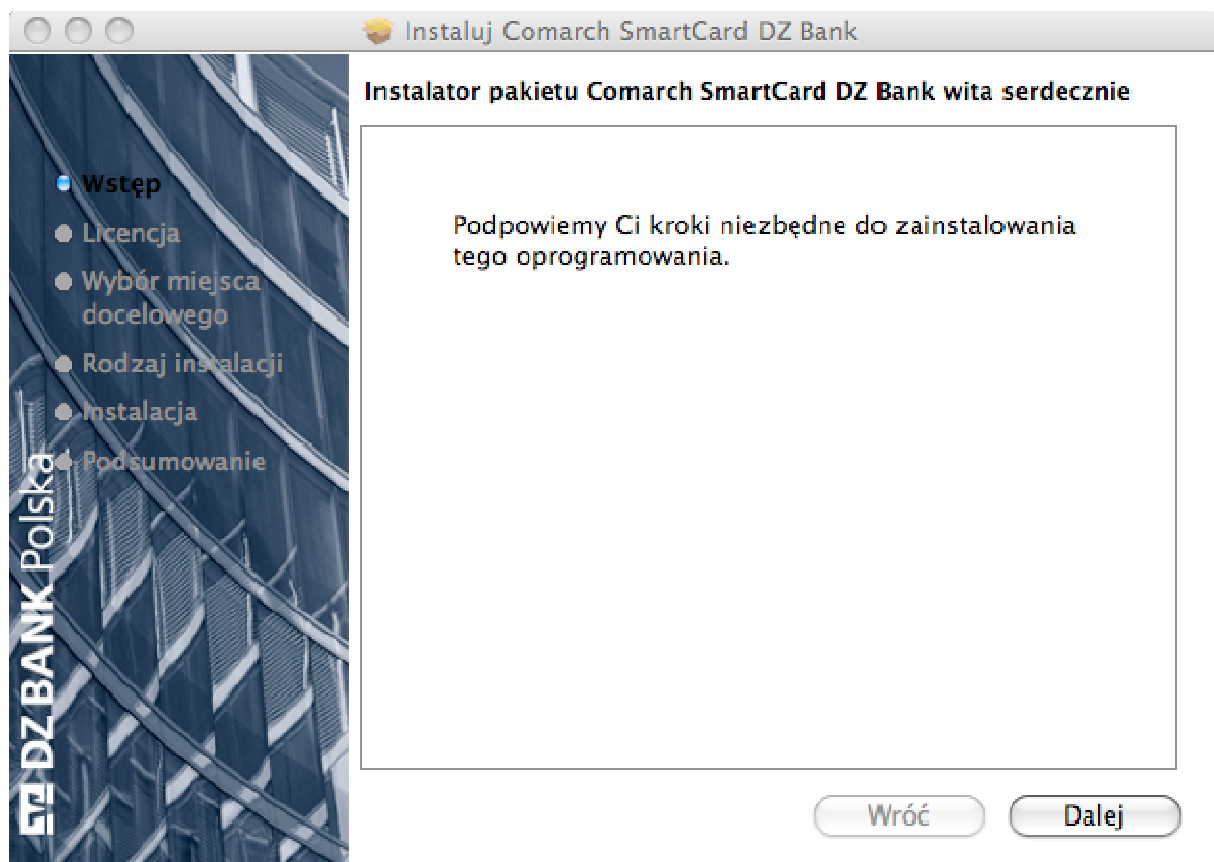 Instaluj Comarch SmartCard DZ Bank
Instalator pakietu Comarch SmartCard DZ Bank wita serdecznie
Wstęp
Licencja
Wybór miejsca
docelowego
Rodzaj instalacji
Instalacja
Podsumowanie
DZ BANK Polska
Podpowiemy Ci kroki niezbędne do zainstalowania
tego oprogramowania.
Wróć
Dalej